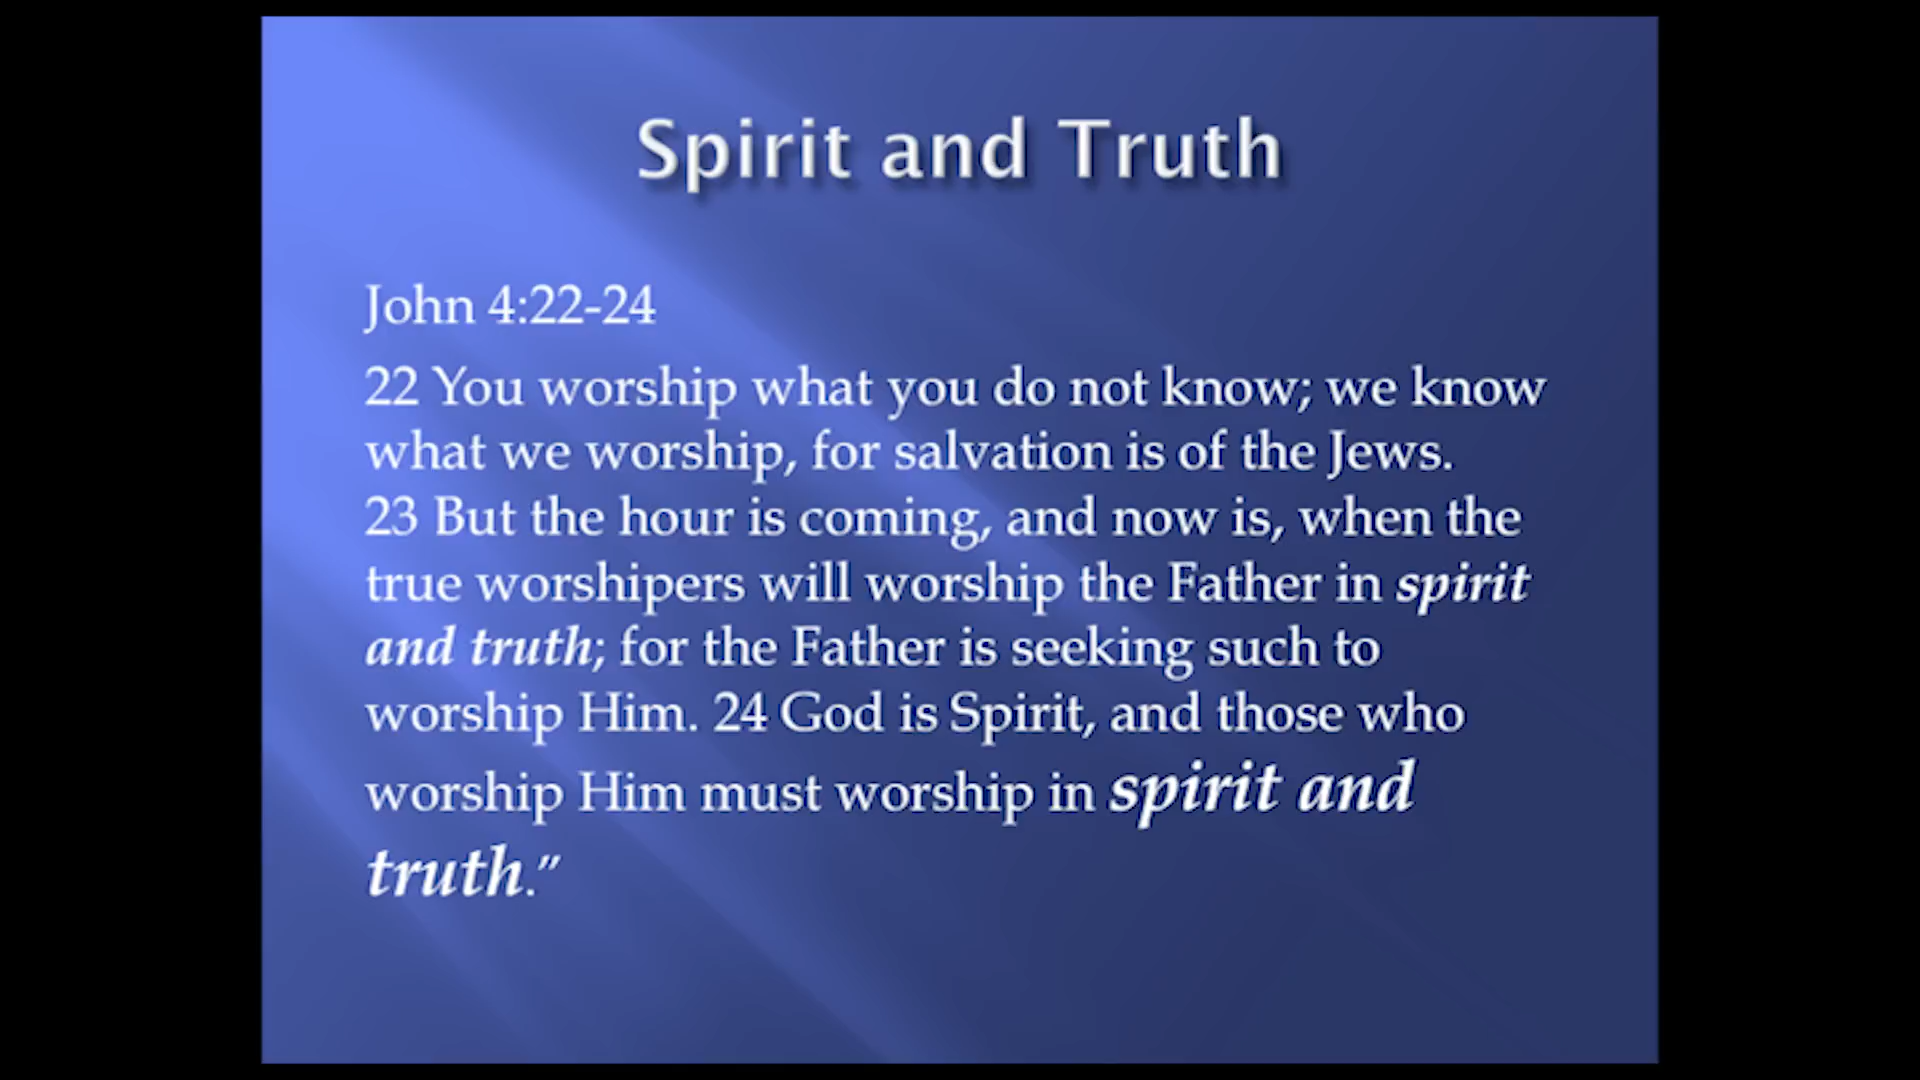 Spirit and Truth
John 4:22-24
22 You worship what you do not know; we know
what we worship, for salvation is of the Jews.
23 But the hour is coming, and now is, when the
true worshipers will worship the Father in spirit
and truth; for the Father is seeking such to
worship Him. 24 God is Spirit, and those who
worship Him must worship in spirit and
truth.”